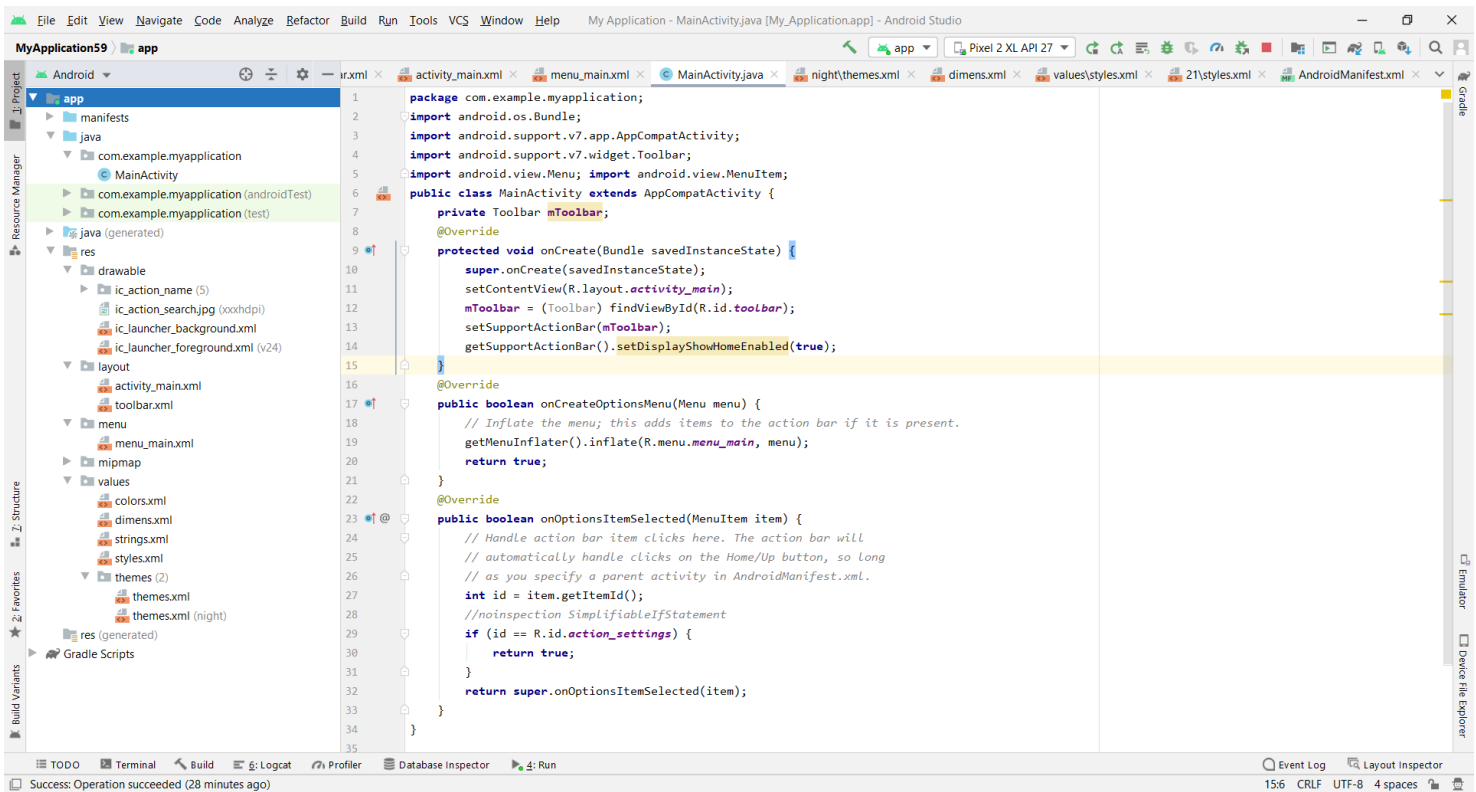 File Edit View Navigate Code Analyze Refactor Build Run Tools VCS Window Help My Application - MainActivity.java [My_Application.app] - Android Studio
MyApplication59 app
app Pixel 2 XL API 27
Android
r.xml activity_main.xml menu_main.xml MainActivity.java night\themes.xml dimens.xml values\styles.xml 21\styles.xml AndroidManifest.xml
1: Project
Resource Manager
Z: Structure
2: Favorites
Build Variants
app
manifests
java
com.example.myapplication
MainActivity
com.example.myapplication (androidTest)
com.example.myapplication (test)
java (generated)
res
drawable
ic_action_name (5)
ic_action_search.jpg (xxxhdpi)
ic_launcher_background.xml
ic_launcher_foreground.xml (v24)
layout
activity_main.xml
toolbar.xml
menu
menu_main.xml
mipmap
values
colors.xml
dimens.xml
strings.xml
styles.xml
themes (2)
themes.xml
themes.xml (night)
res (generated)
Gradle Scripts
1 package com.example.myapplication;
2 import android.os.Bundle;
3 import android.support.v7.app.AppCompatActivity;
4 import android.support.v7.widget.Toolbar;
5 import android.view.Menu; import android.view.MenuItem;
6 public class MainActivity extends AppCompatActivity {
7 private Toolbar mToolbar;
8 @Override
9 protected void onCreate(Bundle savedInstanceState) {
10 super.onCreate(savedInstanceState);
11 setContentView(R.layout.activity_main);
12 mToolbar = (Toolbar) findViewById(R.id.toolbar);
13 setSupportActionBar(mToolbar);
14 getSupportActionBar().setDisplayShowHomeEnabled(true);
15 }
16 @Override
17 public boolean onCreateOptionsMenu(Menu menu) {
18 // Inflate the menu; this adds items to the action bar if it is present.
19 getMenuInflater().inflate(R.menu.menu_main, menu);
20 return true;
21 }
22 @Override
23 @ public boolean onOptionsItemSelected(MenuItem item) {
24 // Handle action bar item clicks here. The action bar will
25 // automatically handle clicks on the Home/Up button, so long
26 // as you specify a parent activity in AndroidManifest.xml.
27 int id = item.getItemId();
28 //noinspection SimplifiableIfStatement
29 if (id == R.id.action_settings) {
30 return true;
31 }
32 return super.onOptionsItemSelected(item);
33 }
34 }
35
Gradle
Emulator
Device File Explorer
TODO Terminal Build 6: Logcat Profiler Database Inspector 4: Run Event Log Layout Inspector
Success: Operation succeeded (28 minutes ago) 15:6 CRLF UTF-8 4 spaces